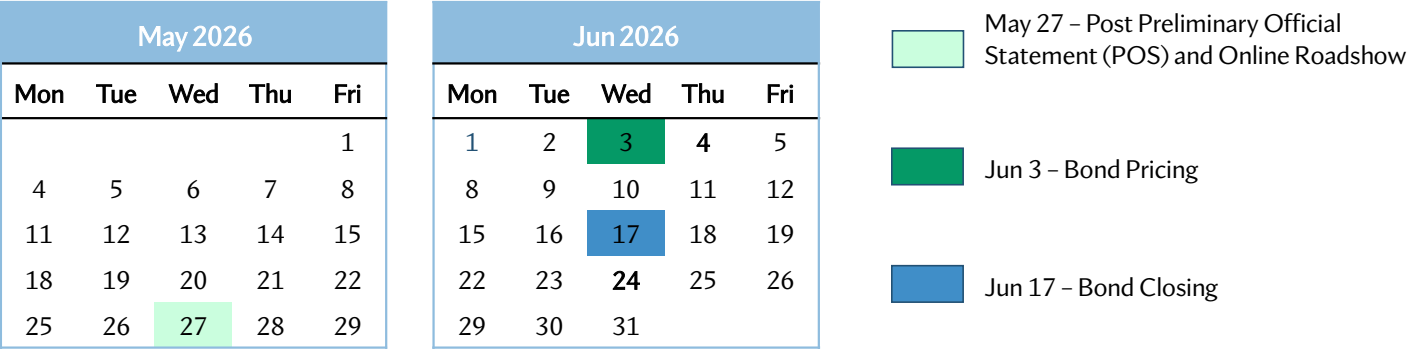 May 2026
Mon Tue Wed Thu Fri
1
4 5 6 7 8
11 12 13 14 15
18 19 20 21 22
25 26 27 28 29
Jun 2026
Mon Tue Wed Thu Fri
1 2 3 4 5
8 9 10 11 12
15 16 17 18 19
22 23 24 25 26
29 30 31
May 27 – Post Preliminary Official
Statement (POS) and Online Roadshow
Jun 3 – Bond Pricing
Jun 17 – Bond Closing